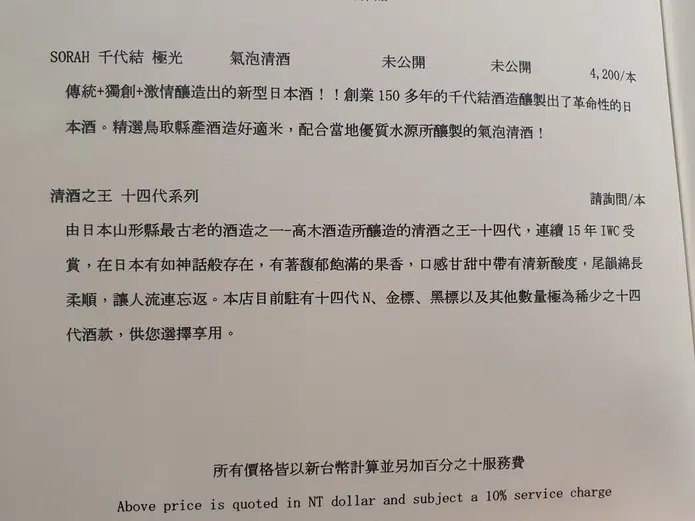 SORAH 千代結 極光 氣泡清酒 未公開 未公開 4,200/本
傳統+獨創+激情釀造出的新型日本酒！！創業 150 多年的千代結酒造釀製出了革命性的日
本酒。精選鳥取縣產酒造好適米，配合當地優質水源所釀製的氣泡清酒！
清酒之王 十四代系列 請詢問/本
由日本山形縣最古老的酒造之一-高木酒造所釀造的清酒之王-十四代，連續 15 年 IWC 受
賞，在日本有如神話般存在，有著馥郁飽滿的果香，口感甘甜中帶有清新酸度，尾韻綿長
柔順，讓人流連忘返。本店目前駐有十四代 N、金標、黑標以及其他數量極為稀少之十四
代酒款，供您選擇享用。
所有價格皆以新台幣計算並另加百分之十服務費
Above price is quoted in NT dollar and subject a 10% service charge